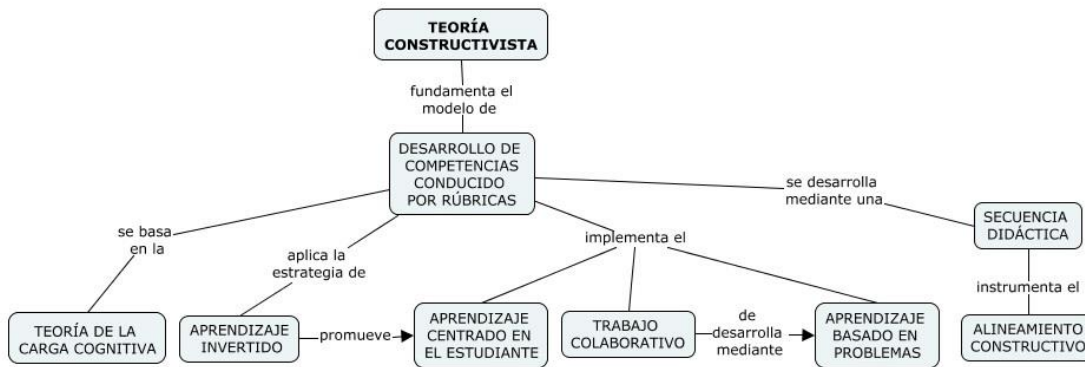 TEORÍA
CONSTRUCTIVISTA
fundamenta el
modelo de
DESARROLLO DE
COMPETENCIAS
CONDUCIDO
POR RÚBRICAS
se basa
en la
aplica la
estrategia de
implementa el
se desarrolla
mediante una
SECUENCIA
DIDÁCTICA
instrumenta el
TEORÍA DE LA
CARGA COGNITIVA
APRENDIZAJE
INVERTIDO
promueve
APRENDIZAJE
CENTRADO EN
EL ESTUDIANTE
TRABAJO
COLABORATIVO
de
desarrolla
mediante
APRENDIZAJE
BASADO EN
PROBLEMAS
ALINEAMIENTO
CONSTRUCTIVO